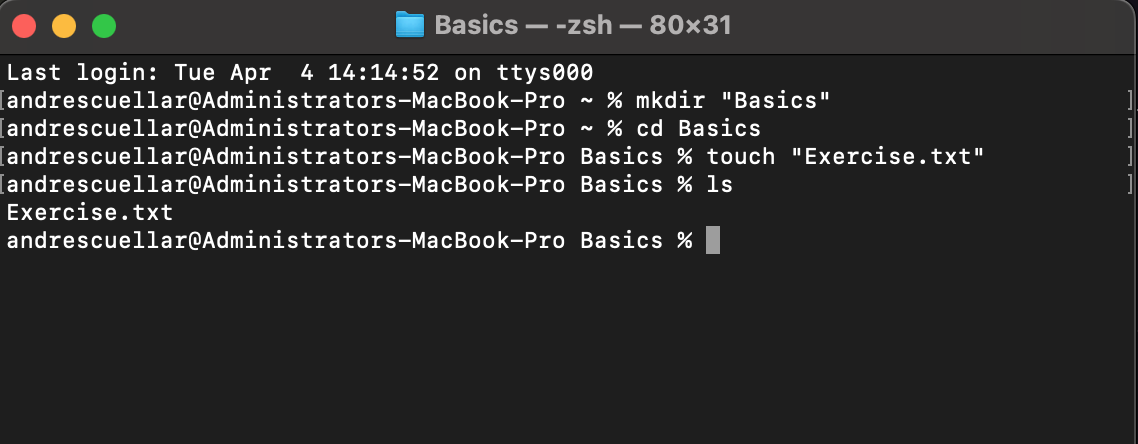 Basics — -zsh — 80×31
Last login: Tue Apr  4 14:14:52 on ttys000
[andrescuellar@Administrators-MacBook-Pro ~ % mkdir "Basics"                     ]
[andrescuellar@Administrators-MacBook-Pro ~ % cd Basics                          ]
[andrescuellar@Administrators-MacBook-Pro Basics % touch "Exercise.txt"          ]
[andrescuellar@Administrators-MacBook-Pro Basics % ls                            ]
Exercise.txt
andrescuellar@Administrators-MacBook-Pro Basics %